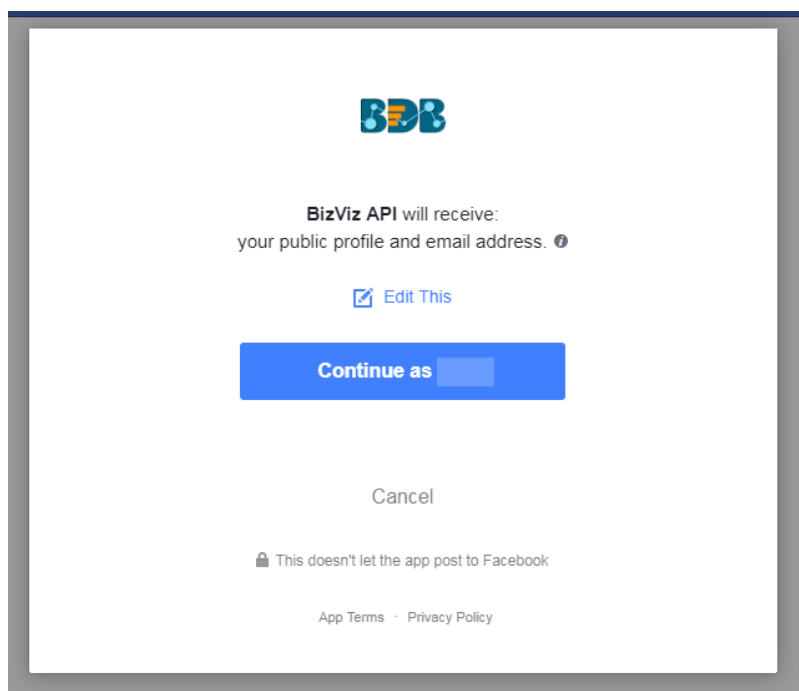 BDB
BizViz API will receive:
your public profile and email address.
Edit This
Continue as
Cancel
This doesn't let the app post to Facebook
App Terms · Privacy Policy